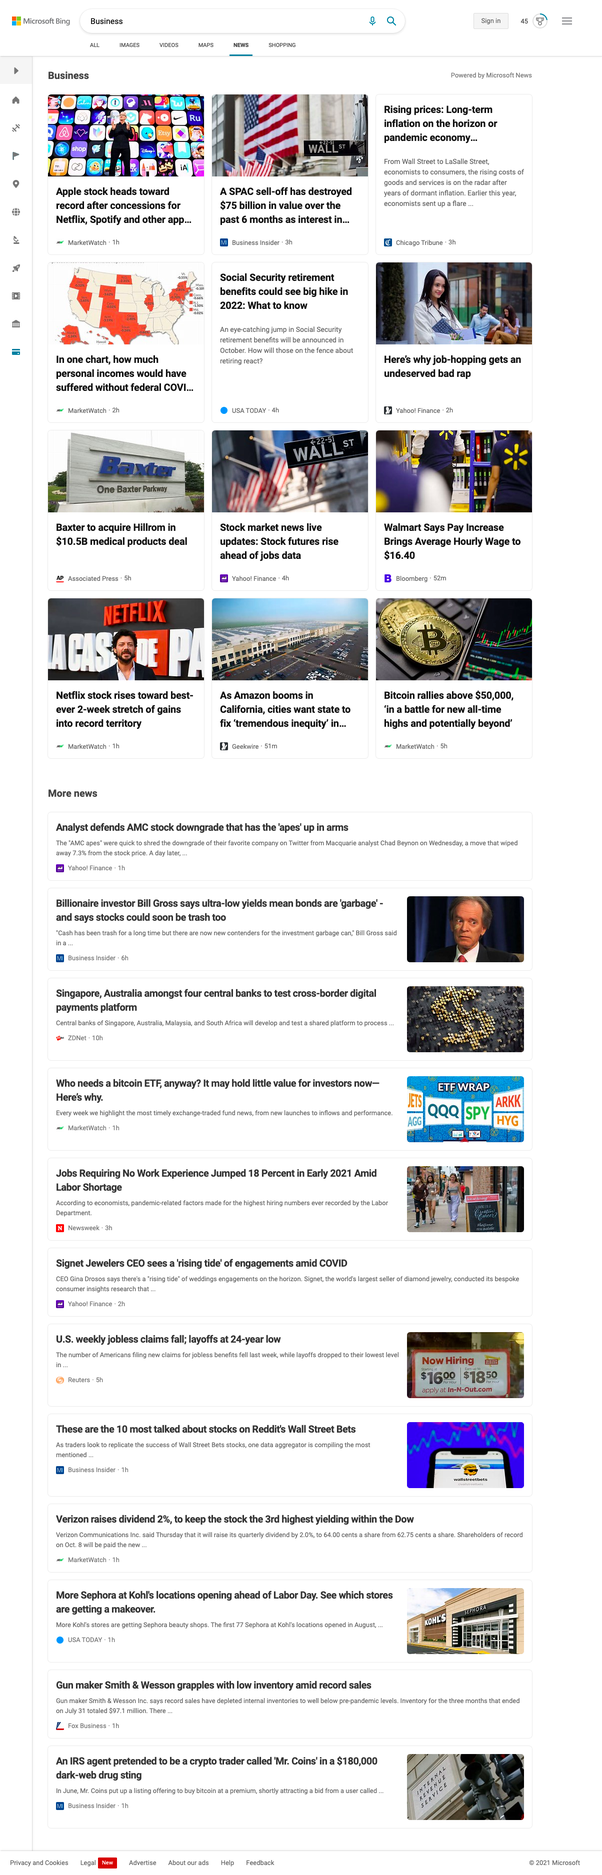 Microsoft Bing
Business
Sign in
45
ALL
IMAGES
VIDEOS
MAPS
NEWS
SHOPPING
Business
Powered by Microsoft News
Apple stock heads toward
record after concessions for
Netflix, Spotify and other app...
MarketWatch · 1h
WALL ST
A SPAC sell-off has destroyed
$75 billion in value over the
past 6 months as interest in...
Business Insider · 3h
Rising prices: Long-term
inflation on the horizon or
pandemic economy...
From Wall Street to LaSalle Street,
economists to consumers, the rising costs of
goods and services is on the radar after
years of dormant inflation. Earlier this year,
economists sent up a flare ...
Chicago Tribune · 3h
In one chart, how much
personal incomes would have
suffered without federal COVI...
MarketWatch · 2h
Social Security retirement
benefits could see big hike in
2022: What to know
An eye-catching jump in Social Security
retirement benefits will be announced in
October. How will those on the fence about
retiring react?
USA TODAY · 4h
Here's why job-hopping gets an
undeserved bad rap
Yahoo! Finance · 2h
Baxter
One Baxter Parkway
Baxter to acquire Hillrom in
$10.5B medical products deal
AP
Associated Press · 5h
WALL ST
Stock market news live
updates: Stock futures rise
ahead of jobs data
Yahoo! Finance · 4h
Walmart Says Pay Increase
Brings Average Hourly Wage to
$16.40
Bloomberg · 52m
NETFLIX
LA CASA DE PA
Netflix stock rises toward best-
ever 2-week stretch of gains
into record territory
MarketWatch · 1h
As Amazon booms in
California, cities want state to
fix 'tremendous inequity' in...
Geekwire · 51m
Bitcoin rallies above $50,000,
'in a battle for new all-time
highs and potentially beyond'
MarketWatch · 5h
More news
Analyst defends AMC stock downgrade that has the 'apes' up in arms
The "AMC apes" were quick to shred the downgrade of their favorite company on Twitter from Macquarie analyst Chad Beynon on Wednesday, a move that wiped
away 7.3% from the stock price. A day later, ...
Yahoo! Finance · 1h
Billionaire investor Bill Gross says ultra-low yields mean bonds are 'garbage' -
and says stocks could soon be trash too
"Cash has been trash for a long time but there are now new contenders for the investment garbage can," Bill Gross said
in a ...
Business Insider · 6h
Singapore, Australia amongst four central banks to test cross-border digital
payments platform
Central banks of Singapore, Australia, Malaysia, and South Africa will develop and test a shared platform to process ...
ZDNet · 10h
Who needs a bitcoin ETF, anyway? It may hold little value for investors now—
Here's why.
Every week we highlight the most timely exchange-traded fund news, from new launches to inflows and performance.
MarketWatch · 1h
ETF WRAP
JETS
AGG
QQQ
SPY
ARKK
HYG
Jobs Requiring No Work Experience Jumped 18 Percent in Early 2021 Amid
Labor Shortage
According to economists, pandemic-related factors made for the highest hiring numbers ever recorded by the Labor
Department.
Newsweek · 3h
Signet Jewelers CEO sees a 'rising tide' of engagements amid COVID
CEO Gina Drosos says there's a "rising tide" of weddings engagements on the horizon. Signet, the world's largest seller of diamond jewelry, conducted its bespoke
consumer insights research that ...
Yahoo! Finance · 2h
U.S. weekly jobless claims fall; layoffs at 24-year low
The number of Americans filing new claims for jobless benefits fell last week, while layoffs dropped to their lowest level
in ...
Reuters · 5h
Now Hiring
$16.00
$18.50
apply at In-N-Out.com
These are the 10 most talked about stocks on Reddit's Wall Street Bets
As traders look to replicate the success of Wall Street Bets stocks, one data aggregator is compiling the most
mentioned ...
Business Insider · 1h
wallstreetbets
Verizon raises dividend 2%, to keep the stock the 3rd highest yielding within the Dow
Verizon Communications Inc. said Thursday that it will raise its quarterly dividend by 2.0%, to 64.00 cents a share from 62.75 cents a share. Shareholders of record
on Oct. 8 will be paid the new ...
MarketWatch · 1h
More Sephora at Kohl's locations opening ahead of Labor Day. See which stores
are getting a makeover.
More Kohl's stores are getting Sephora beauty shops. The first 77 Sephora at Kohl's locations opened in August, ...
USA TODAY · 1h
KOHL'S
SEPHORA
Gun maker Smith & Wesson grapples with low inventory amid record sales
Gun maker Smith & Wesson Inc. says record sales have depleted internal inventories to well below pre-pandemic levels. Inventory for the three months that ended
on July 31 totaled $97.1 million. There ...
Fox Business · 1h
An IRS agent pretended to be a crypto trader called 'Mr. Coins' in a $180,000
dark-web drug sting
In June, Mr. Coins put up a listing offering to buy bitcoin at a premium, shortly attracting a bid from a user called ...
Business Insider · 1h
INTERNAL
REVENUE
SERVICE
Privacy and Cookies
Legal
New
Advertise
About our ads
Help
Feedback
© 2021 Microsoft